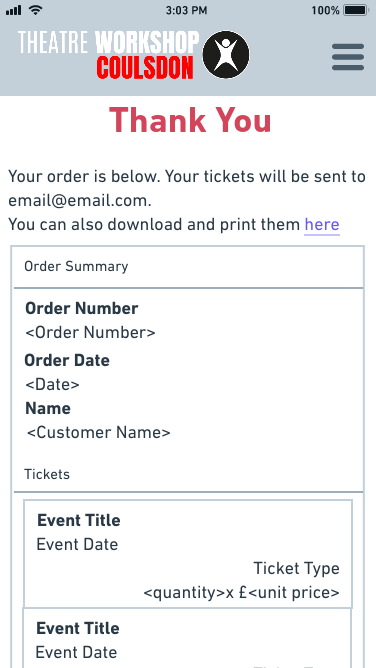 3:03 PM
100%
THEATRE WORKSHOP
COULSDON
Thank You
Your order is below. Your tickets will be sent to
email@email.com.
You can also download and print them here
Order Summary
Order Number
<Order Number>
Order Date
<Date>
Name
<Customer Name>
Tickets
Event Title
Event Date
Ticket Type
<quantity>x £<unit price>
Event Title
Event Date